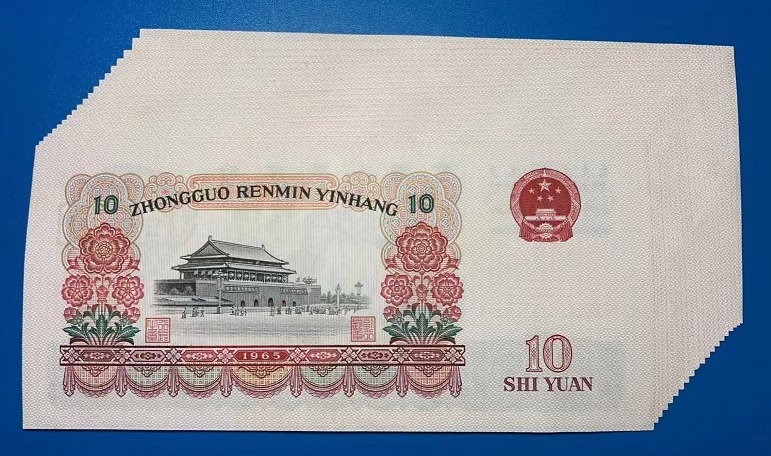 10 ZHONGGUO RENMIN YINHANG 10
1965
10
SHI YUAN